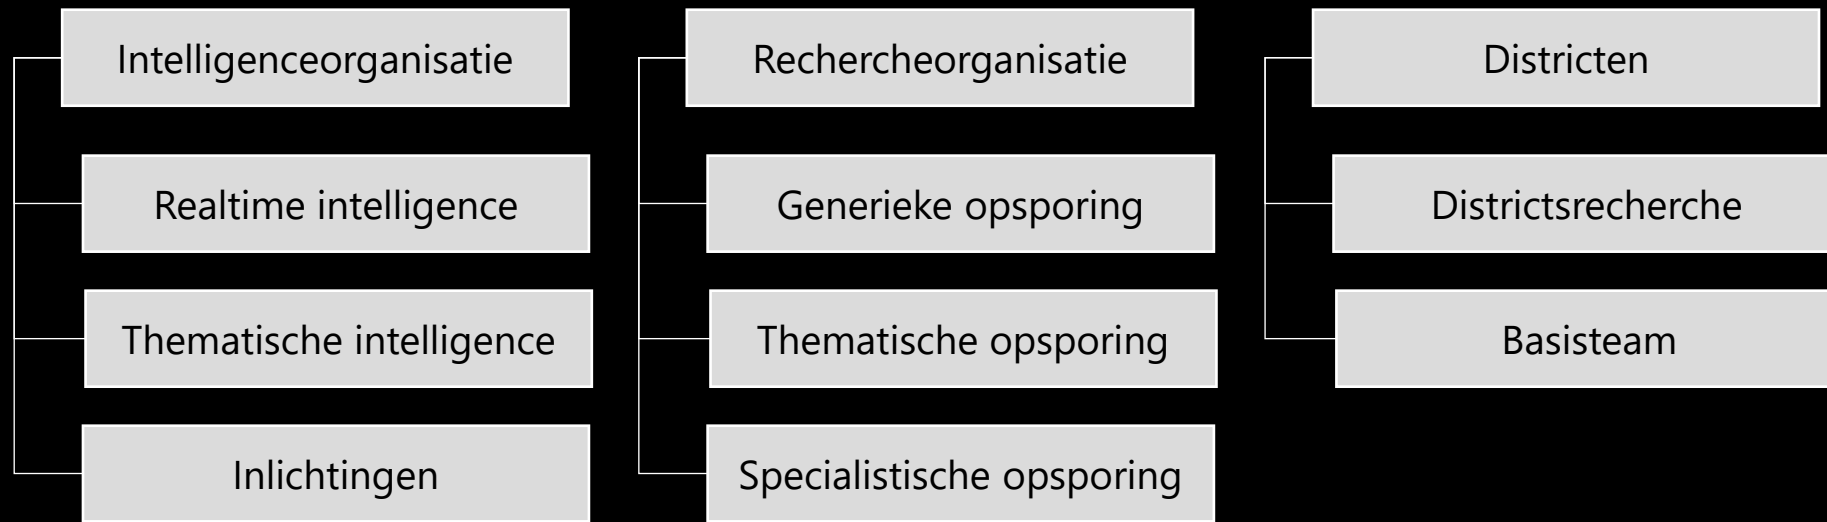 Intelligenceorganisatie
Realtime intelligence
Thematische intelligence
Inlichtingen
Rechercheorganisatie
Generieke opsporing
Thematische opsporing
Specialistische opsporing
Districten
Districtsrecherche
Basisteam